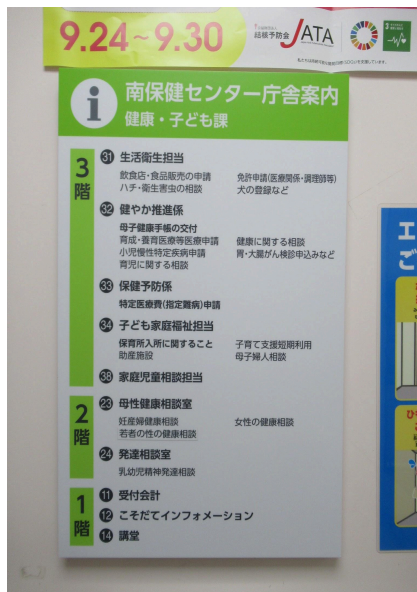 9.24～9.30
結核予防会
JATA
南保健センター庁舎案内
健康・子ども課
3階
31 生活衛生担当
飲食店・食品販売の申請 免許申請(医療関係・調理師等)
ハチ・衛生害虫の相談 犬の登録など
32 健やか推進係
母子健康手帳の交付
育成・養育医療等医療申請 健康に関する相談
小児慢性特定疾病申請 胃・大腸がん検診申込みなど
育児に関する相談
33 保健予防係
特定医療費(指定難病)申請
34 子ども家庭福祉担当
保育所入所に関すること 子育て支援短期利用
助産施設 母子婦人相談
38 家庭児童相談担当
2階
23 母性健康相談室
妊産婦健康相談 女性の健康相談
若者の性の健康相談
24 発達相談室
乳幼児精神発達相談
1階
11 受付会計
12 こそだてインフォメーション
14 講堂
エ
ご